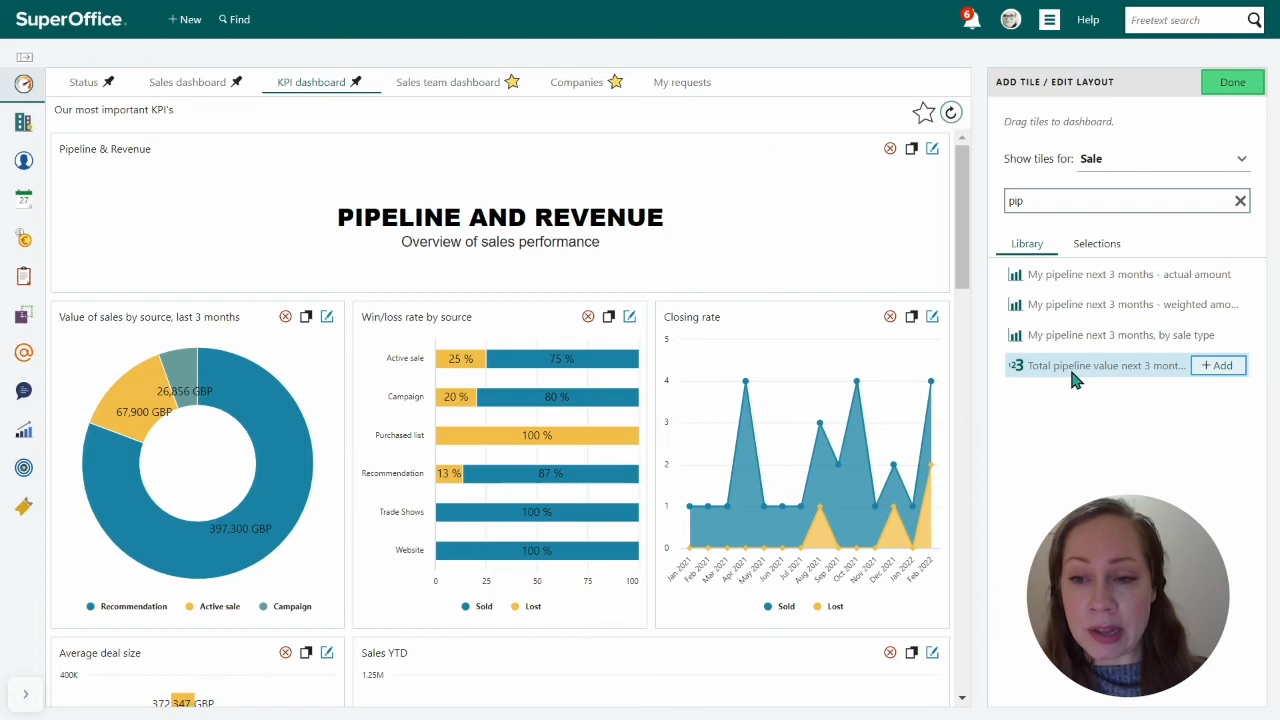 SuperOffice
+ New
Find
6
Help
Freetext search
Status
Sales dashboard
KPI dashboard
Sales team dashboard
Companies
My requests
Our most important KPI's
27
Pipeline & Revenue
PIPELINE AND REVENUE
Overview of sales performance
Value of sales by source, last 3 months
26,856 GBP
67,900 GBP
397,300 GBP
Recommendation
Active sale
Campaign
Win/loss rate by source
Active sale
25 %
75 %
Campaign
20 %
80 %
Purchased list
100 %
Recommendation
13 %
87 %
Trade Shows
100 %
Website
100 %
0
25
50
75
100
Sold
Lost
Closing rate
5
4
3
2
1
0
Jan 2021
Feb 2021
Mar 2021
Apr 2021
May 2021
Jun 2021
Jul 2021
Aug 2021
Sep 2021
Oct 2021
Nov 2021
Dec 2021
Jan 2022
Feb 2022
Sold
Lost
Average deal size
400K
372,347 GBP
Sales YTD
1.25M
ADD TILE / EDIT LAYOUT
Done
Drag tiles to dashboard.
Show tiles for: Sale
pip
Library
Selections
My pipeline next 3 months - actual amount
My pipeline next 3 months - weighted amo...
My pipeline next 3 months, by sale type
123 Total pipeline value next 3 mont... + Add